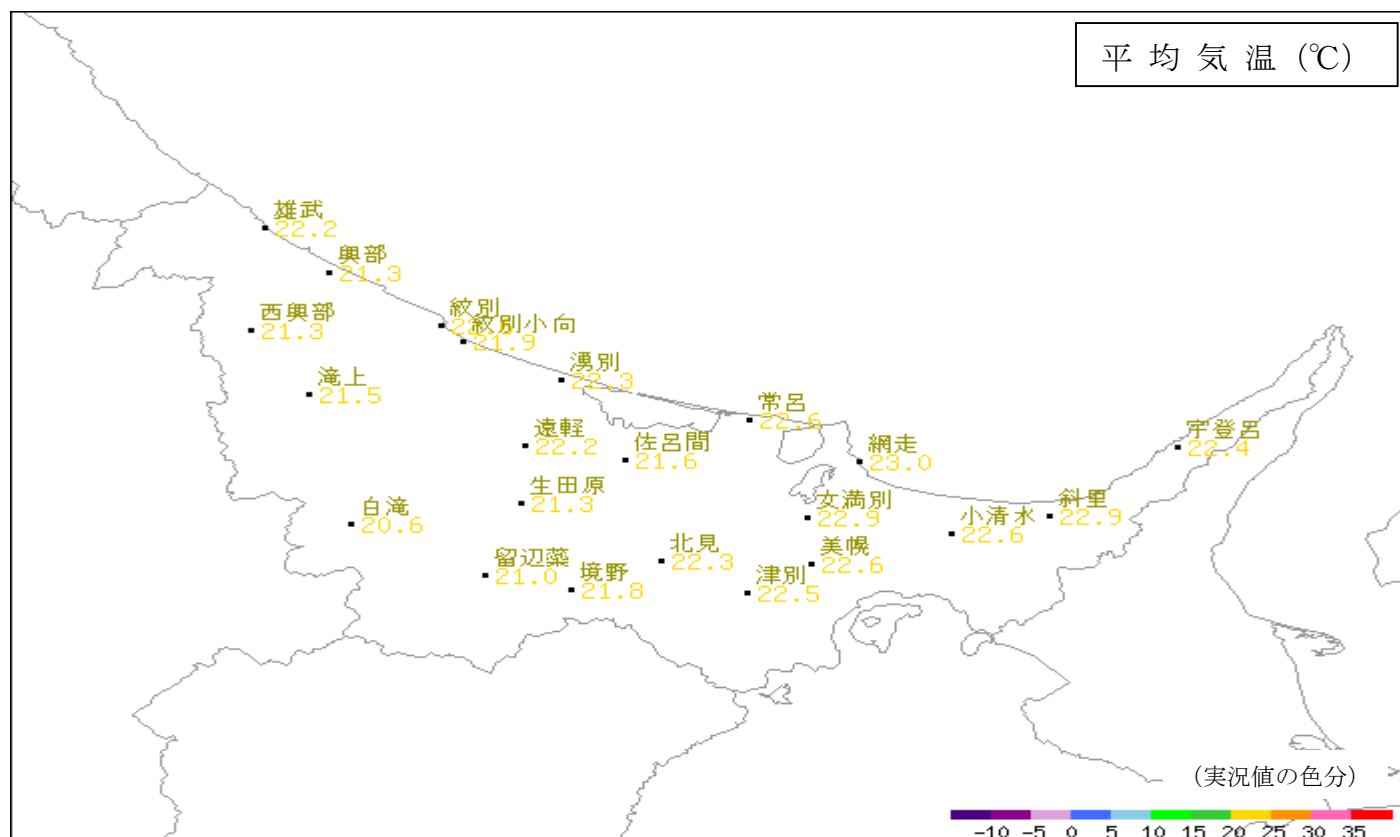 平均気温（℃）
雄武
22.2
興部
21.3
西興部
21.3
紋別
紋別小向
21.9
滝上
21.5
湧別
22.3
常呂
22.6
遠軽
22.2
佐呂間
21.6
網走
23.0
宇登呂
22.4
生田原
21.3
白滝
20.6
女満別
22.9
斜里
22.9
小清水
22.6
北見
22.3
美幌
22.6
留辺蘂
21.0
境野
21.8
津別
22.5
（実況値の色分）
-10 -5 0 5 10 15 20 25 30 35